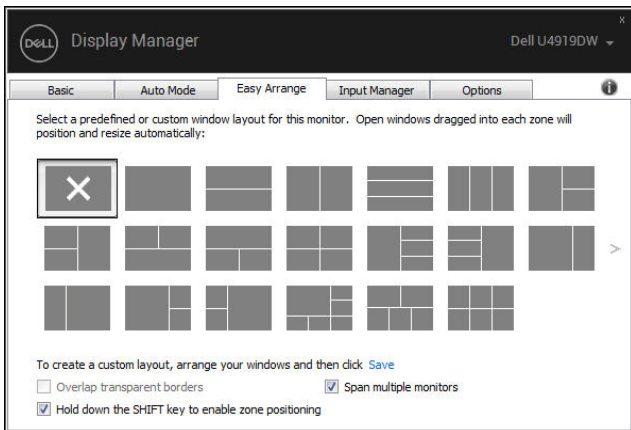 x
DELL Display Manager Dell U4919DW
Basic Auto Mode Easy Arrange Input Manager Options i
Select a predefined or custom window layout for this monitor. Open windows dragged into each zone will
position and resize automatically:
>
To create a custom layout, arrange your windows and then click Save
Overlap transparent borders Span multiple monitors
Hold down the SHIFT key to enable zone positioning